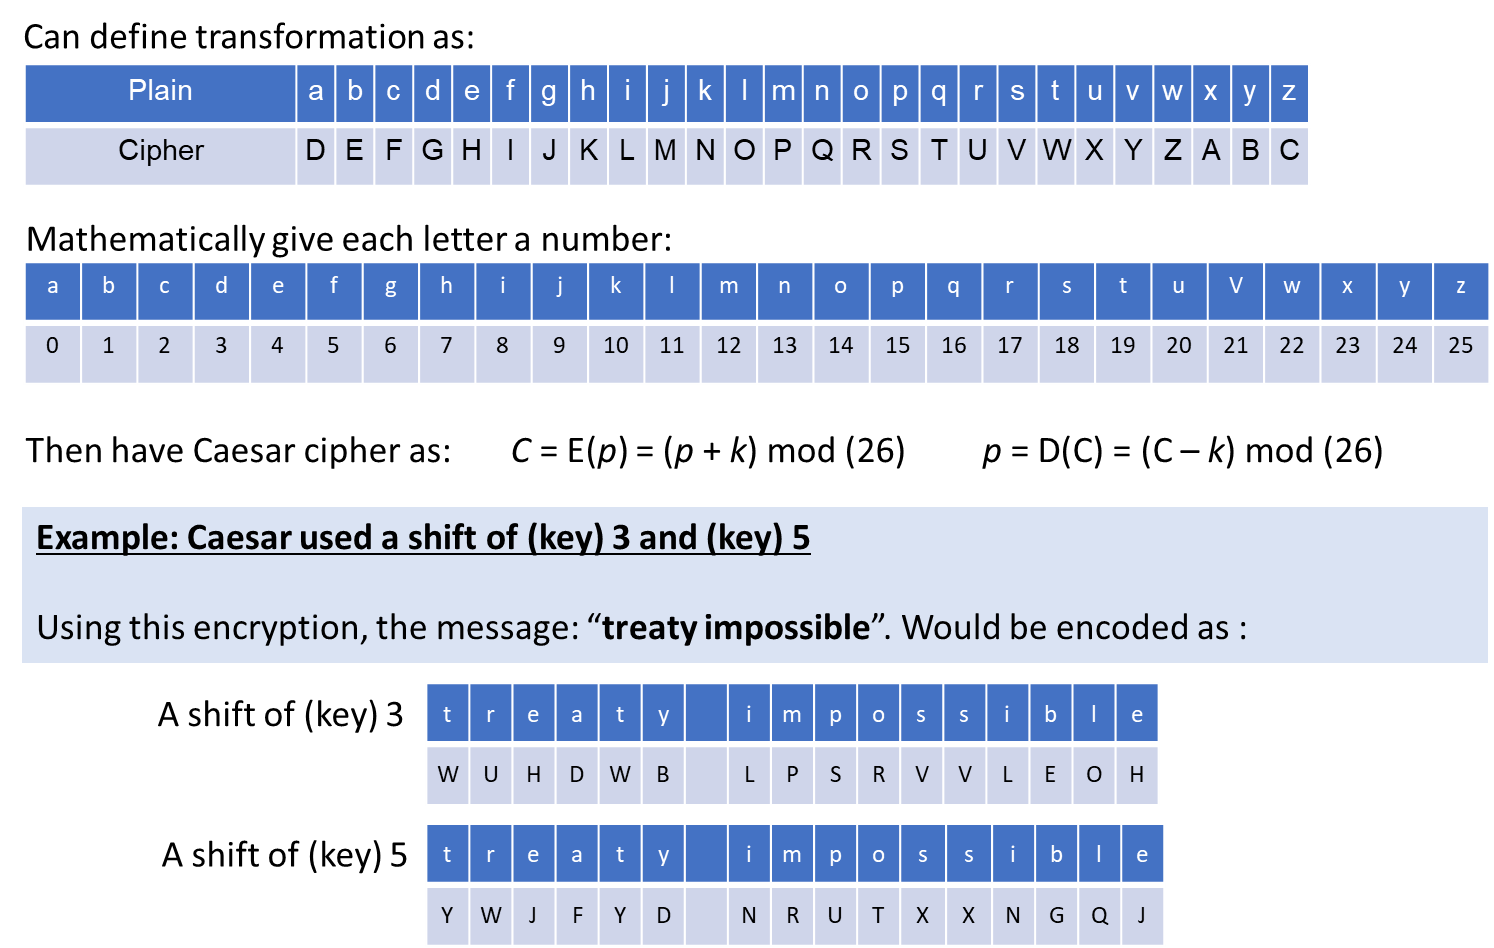 Can define transformation as:
Plain a b c d e f g h i j k l m n o p q r s t u v w x y z
Cipher D E F G H I J K L M N O P Q R S T U V W X Y Z A B C
Mathematically give each letter a number:
a b c d e f g h i j k l m n o p q r s t u V w x y z
0 1 2 3 4 5 6 7 8 9 10 11 12 13 14 15 16 17 18 19 20 21 22 23 24 25
Then have Caesar cipher as: C = E(p) = (p + k) mod (26) p = D(C) = (C – k) mod (26)
Example: Caesar used a shift of (key) 3 and (key) 5
Using this encryption, the message: “treaty impossible”. Would be encoded as :
A shift of (key) 3 t r e a t y i m p o s s i b l e
W U H D W B L P S R V V L E O H
A shift of (key) 5 t r e a t y i m p o s s i b l e
Y W J F Y D N R U T X X N G Q J